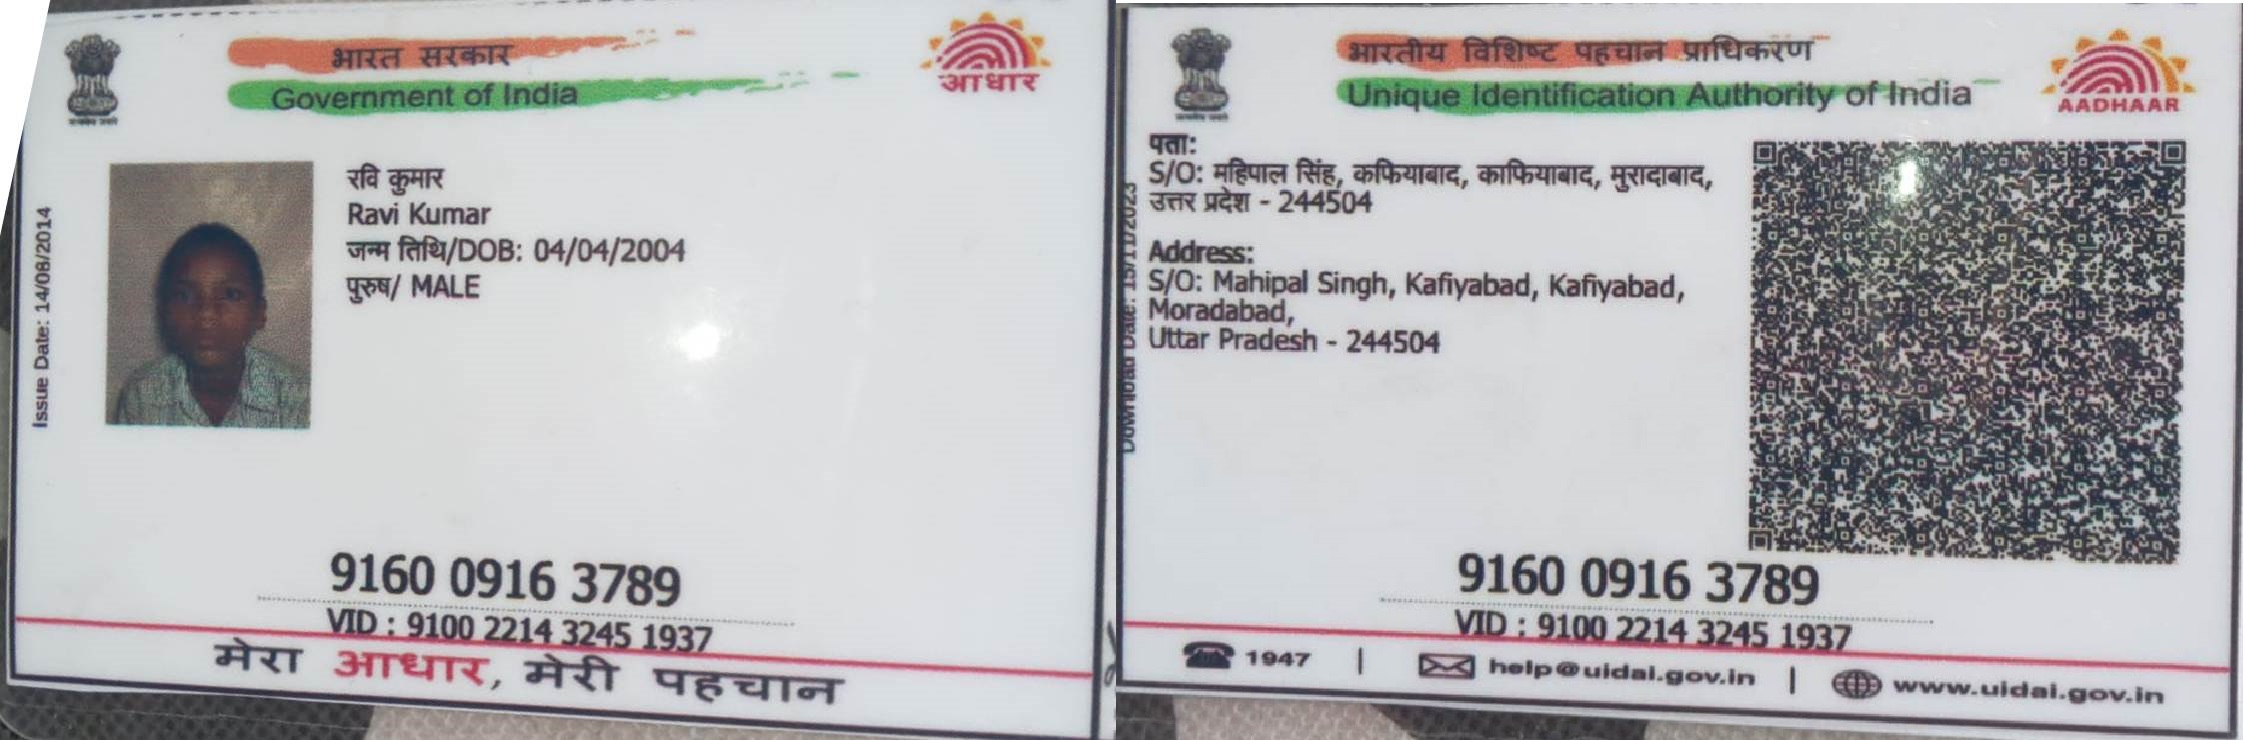 भारत सरकार
Government of India
आधार
Issue Date: 14/08/2014
रवि कुमार
Ravi Kumar
जन्म तिथि/DOB: 04/04/2004
पुरुष/ MALE
9160 0916 3789
VID : 9100 2214 3245 1937
मेरा आधार, मेरी पहचान
भारतीय विशिष्ट पहचान प्राधिकरण
Unique Identification Authority of India
AADHAAR
पता:
S/O: महिपाल सिंह, कफियाबाद, काफियाबाद, मुरादाबाद,
उत्तर प्रदेश - 244504
Address:
S/O: Mahipal Singh, Kafiyabad, Kafiyabad,
Moradabad,
Uttar Pradesh - 244504
Download Date:
9160 0916 3789
VID : 9100 2214 3245 1937
1947 | help@uidai.gov.in | www.uidai.gov.in